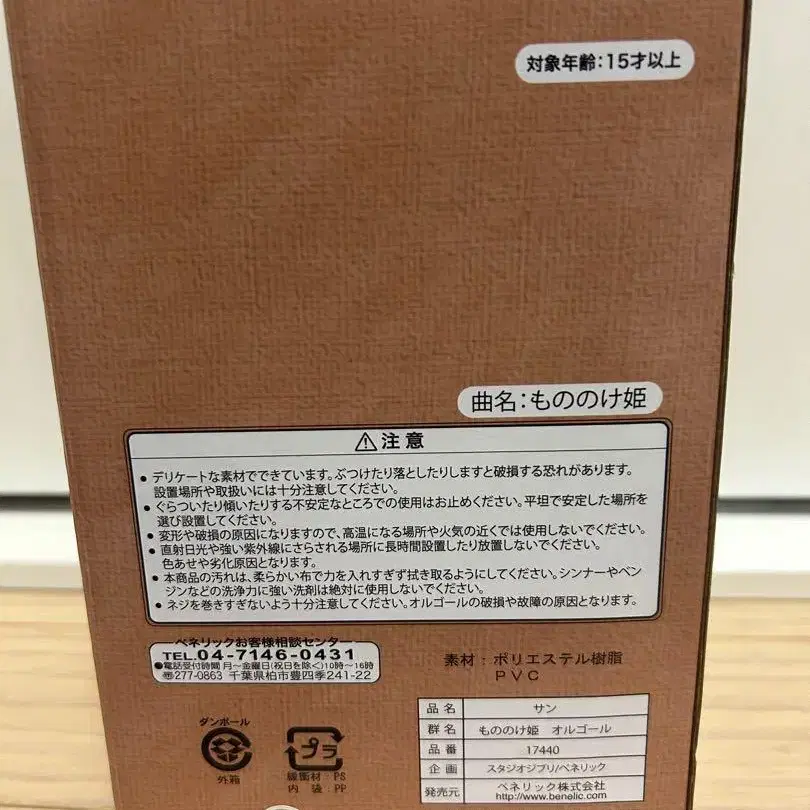 対象年齢：15才以上
曲名：もののけ姫
⚠注意
● デリケートな素材でできています。ぶつけたり落としたりしますと破損する恐れがあります。
設置場所や取扱いには十分注意してください。
● ぐらついたり傾いたりする不安定なところでの使用はお止めください。平坦で安定した場所を
選び設置してください。
● 変形や破損の原因になりますので、高温になる場所や火気の近くでは使用しないでください。
● 直射日光や強い紫外線にさらされる場所に長時間設置したり放置しないでください。
色あせや劣化原因となります。
● 本商品の汚れは、柔らかい布で力を入れすぎず拭き取るようにしてください。シンナーやベン
ジンなどの洗浄力に強い洗剤は絶対に使用しないでください。
● ネジを巻きすぎないよう十分注意してください。オルゴールの破損や故障の原因となります。
ベネリックお客様相談センター
TEL.04-7146-0431
●電話受付時間 月～金曜日(祝日を除く)10時～16時
〠277-0863 千葉県柏市豊四季241-22
素材：ポリエステル樹脂
PVC
ダンボール
外箱
プラ
緩衝材：PS
内 袋：PP
品名 サン
群名 もののけ姫 オルゴール
品番 17440
企画 スタジオジブリ/ベネリック
発売元 ベネリック株式会社
http://www.benelic.com/